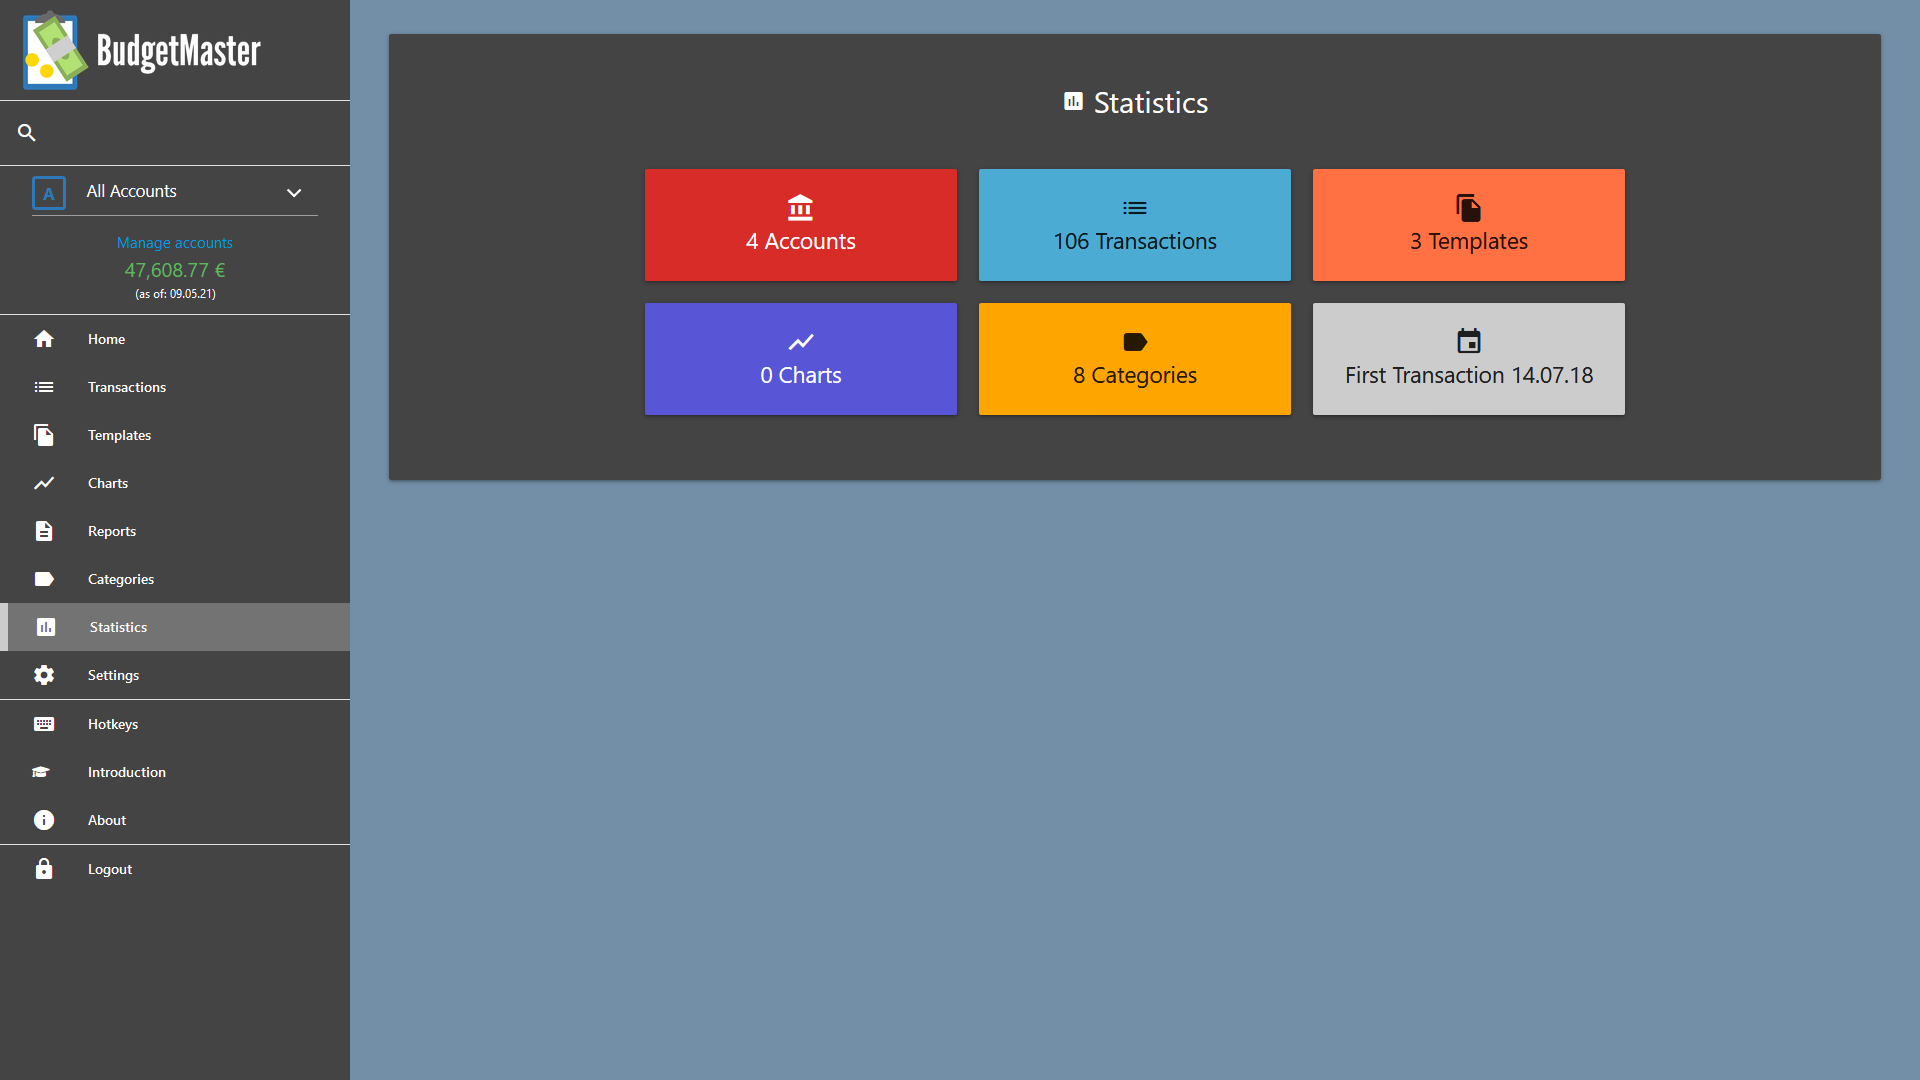 BudgetMaster
A All Accounts
Manage accounts
47,608.77 €
(as of: 09.05.21)
Home
Transactions
Templates
Charts
Reports
Categories
Statistics
Settings
Hotkeys
Introduction
About
Logout
Statistics
4 Accounts
106 Transactions
3 Templates
0 Charts
8 Categories
First Transaction 14.07.18